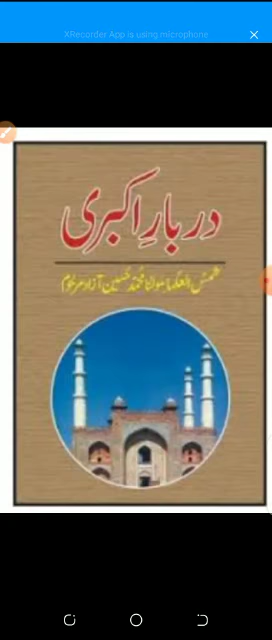 XRecorder App is using microphone
دربارِ اکبری
شمس العلماء مولانا محمد حسین آزاد مرحوم